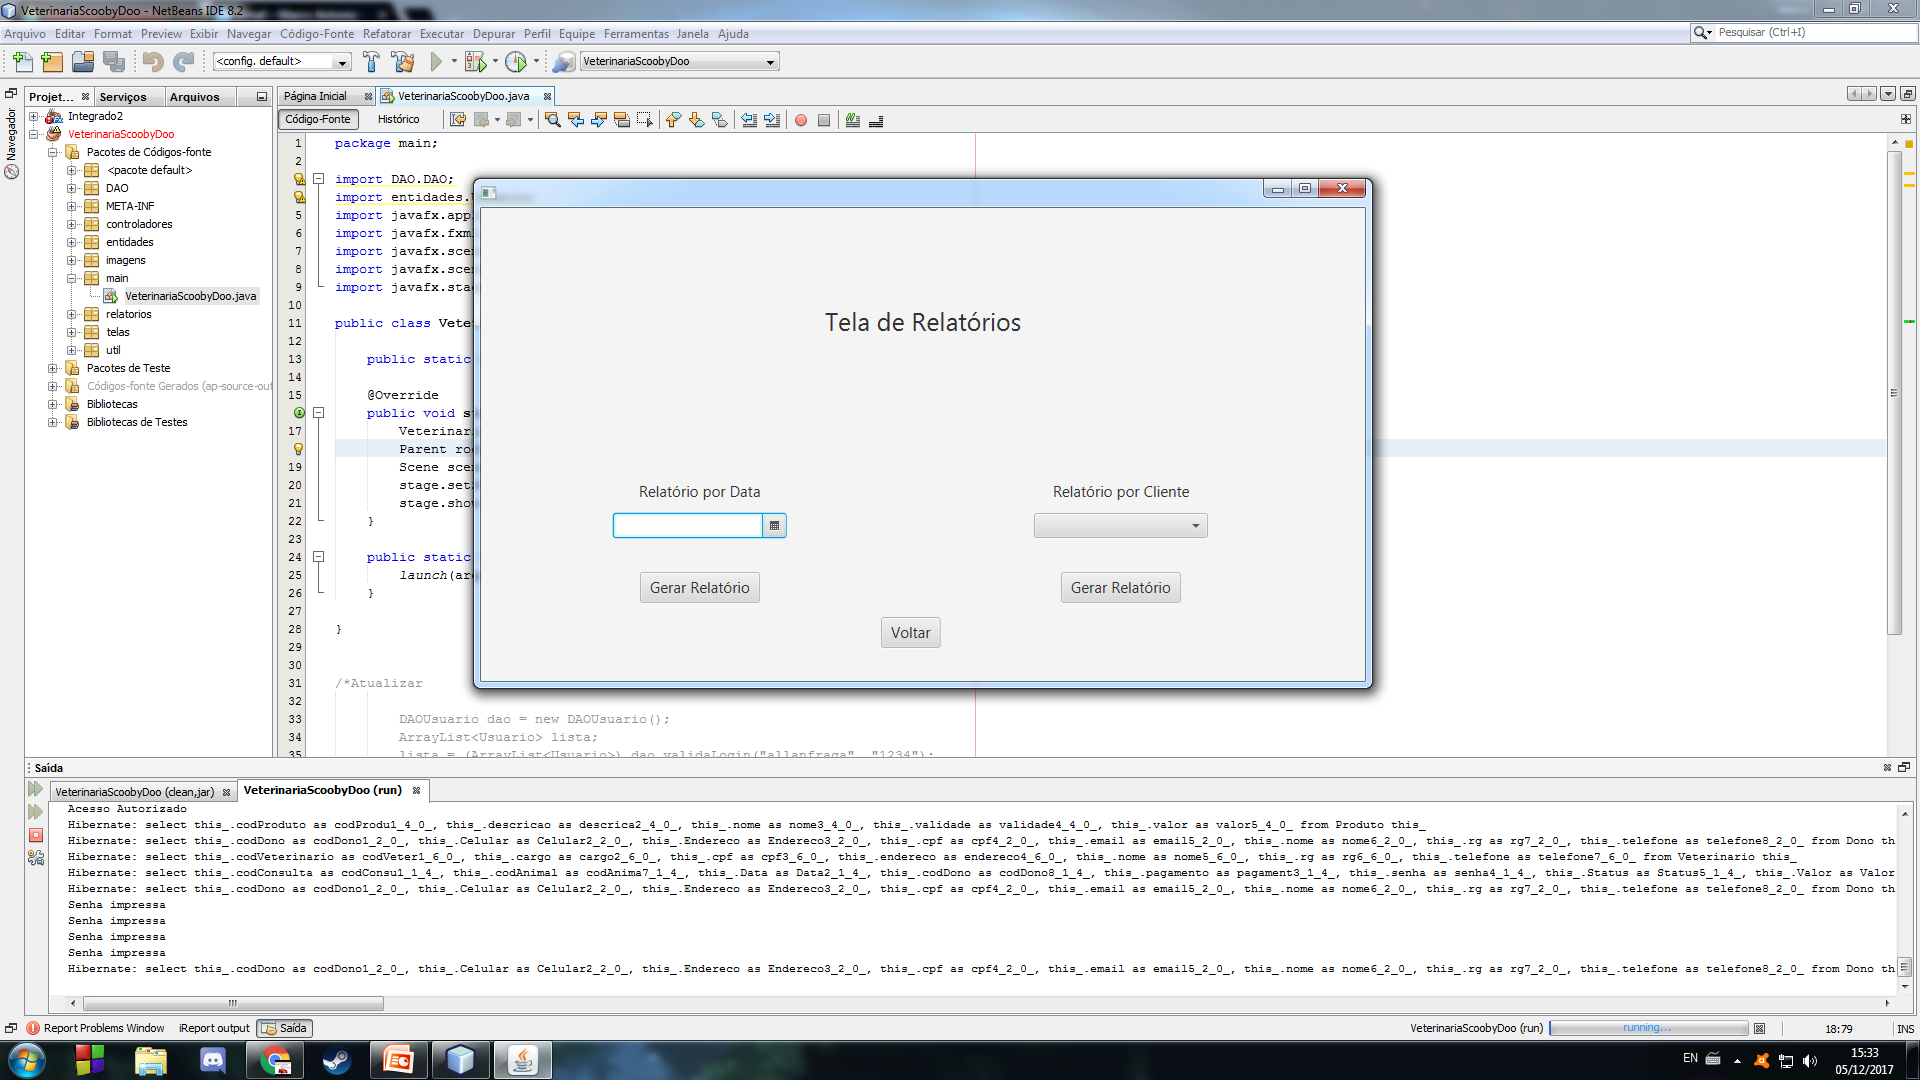 VeterinariaScoobyDoo - NetBeans IDE 8.2
Arquivo Editar Format Preview Exibir Navegar Código-Fonte Refatorar Executar Depurar Perfil Equipe Ferramentas Janela Ajuda
Pesquisar (Ctrl+I)
<config. default>
VeterinariaScoobyDoo
Projet... Serviços Arquivos
Navegador
Integrado2
VeterinariaScoobyDoo
Pacotes de Códigos-fonte
<pacote default>
DAO
META-INF
controladores
entidades
imagens
main
VeterinariaScoobyDoo.java
relatorios
telas
util
Pacotes de Teste
Códigos-fonte Gerados (ap-source-out
Bibliotecas
Bibliotecas de Testes
Página Inicial VeterinariaScoobyDoo.java
Código-Fonte Histórico
1 package main;
2
import DAO.DAO;
import entidades.
5 import javafx.app
6 import javafx.fxm
7 import javafx.sce
8 import javafx.sce
9 import javafx.sta
10
11 public class Vete
12
13 public static
14
15 @Override
public void s
17 Veterinar
Parent ro
19 Scene sce
20 stage.set
21 stage.sho
22 }
23
24 public static
25 launch(ar
26 }
27
28 }
29
30
31 /*Atualizar
32
33 DAOUsuario dao = new DAOUsuario();
34 ArrayList<Usuario> lista;
35 lista = (ArrayList<Usuario>) dao.validaLogin("allanfraga", "1234");
Tela de Relatórios
Relatório por Data
Relatório por Cliente
Gerar Relatório
Gerar Relatório
Voltar
Saída
VeterinariaScoobyDoo (clean,jar) VeterinariaScoobyDoo (run)
Acesso Autorizado
Hibernate: select this_.codProduto as codProdu1_4_0_, this_.descricao as descrica2_4_0_, this_.nome as nome3_4_0_, this_.validade as validade4_4_0_, this_.valor as valor5_4_0_ from Produto this_
Hibernate: select this_.codDono as codDono1_2_0_, this_.Celular as Celular2_2_0_, this_.Endereco as Endereco3_2_0_, this_.cpf as cpf4_2_0_, this_.email as email5_2_0_, this_.nome as nome6_2_0_, this_.rg as rg7_2_0_, this_.telefone as telefone8_2_0_ from Dono th
Hibernate: select this_.codVeterinario as codVeter1_6_0_, this_.cargo as cargo2_6_0_, this_.cpf as cpf3_6_0_, this_.endereco as endereco4_6_0_, this_.nome as nome5_6_0_, this_.rg as rg6_6_0_, this_.telefone as telefone7_6_0_ from Veterinario this_
Hibernate: select this_.codConsulta as codConsu1_1_4_, this_.codAnimal as codAnima7_1_4_, this_.Data as Data2_1_4_, this_.codDono as codDono8_1_4_, this_.pagamento as pagament3_1_4_, this_.senha as senha4_1_4_, this_.Status as Status5_1_4_, this_.Valor as Valor
Hibernate: select this_.codDono as codDono1_2_0_, this_.Celular as Celular2_2_0_, this_.Endereco as Endereco3_2_0_, this_.cpf as cpf4_2_0_, this_.email as email5_2_0_, this_.nome as nome6_2_0_, this_.rg as rg7_2_0_, this_.telefone as telefone8_2_0_ from Dono th
Senha impressa
Senha impressa
Senha impressa
Senha impressa
Hibernate: select this_.codDono as codDono1_2_0_, this_.Celular as Celular2_2_0_, this_.Endereco as Endereco3_2_0_, this_.cpf as cpf4_2_0_, this_.email as email5_2_0_, this_.nome as nome6_2_0_, this_.rg as rg7_2_0_, this_.telefone as telefone8_2_0_ from Dono th
Report Problems Window iReport output Saída
VeterinariaScoobyDoo (run) running... 18:79 INS
EN 15:33
05/12/2017